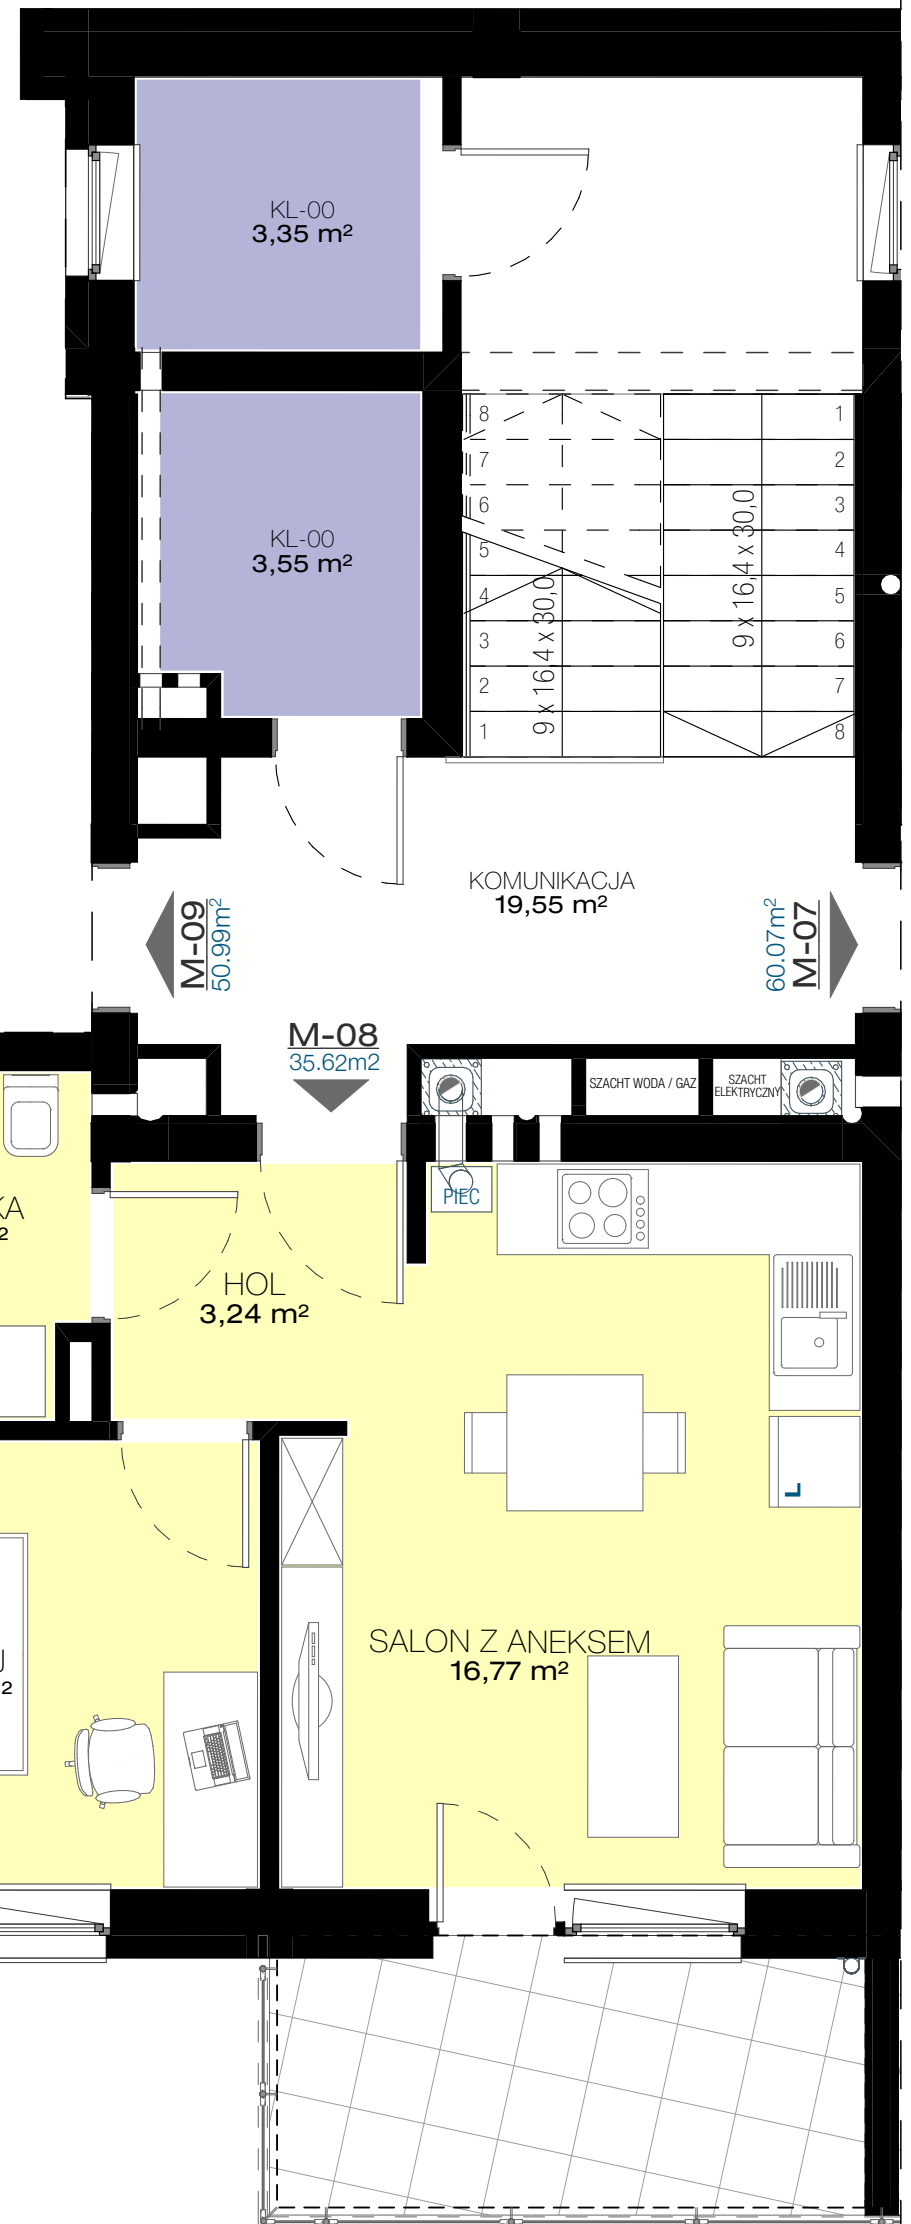 KL-00
3,35 m²
KL-00
3,55 m²
8
7
6
5
4
3
2
1
9 x 16,4 x 30,0
9 x 16,4 x 30,0
1
2
3
4
5
6
7
8
KOMUNIKACJA
19,55 m²
M-09
50.99m²
60.07m²
M-07
M-08
35.62m2
SZACHT WODA / GAZ
SZACHT
ELEKTRYCZNY
PIEC
KA
²
HOL
3,24 m²
L
SALON Z ANEKSEM
16,77 m²
J
²